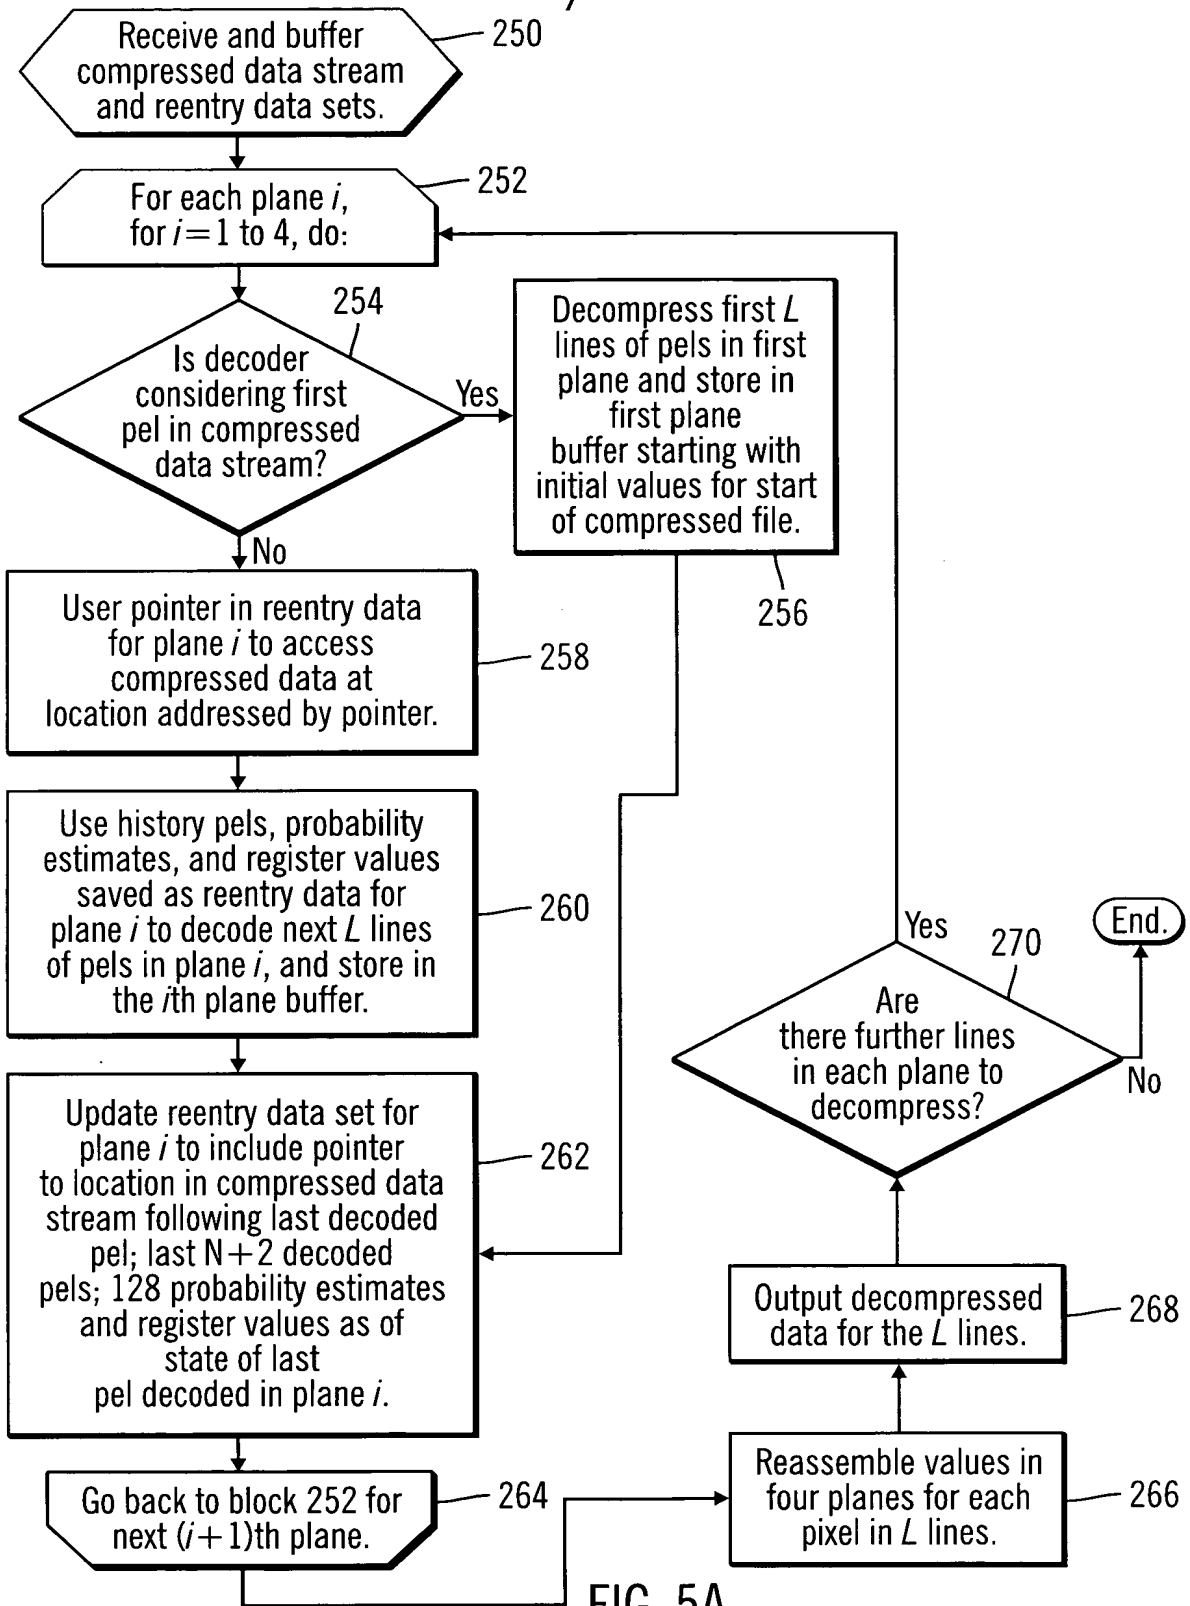 Receive and buffer
compressed data stream
and reentry data sets.
250
For each plane i,
for i=1 to 4, do:
252
Is decoder
considering first
pel in compressed
data stream?
254
Yes
No
Decompress first L
lines of pels in first
plane and store in
first plane
buffer starting with
initial values for start
of compressed file.
256
User pointer in reentry data
for plane i to access
compressed data at
location addressed by pointer.
258
Use history pels, probability
estimates, and register values
saved as reentry data for
plane i to decode next L lines
of pels in plane i, and store in
the ith plane buffer.
260
Update reentry data set for
plane i to include pointer
to location in compressed data
stream following last decoded
pel; last N+2 decoded
pels; 128 probability estimates
and register values as of
state of last
pel decoded in plane i.
262
Go back to block 252 for
next (i+1)th plane.
264
Reassemble values in
four planes for each
pixel in L lines.
266
Output decompressed
data for the L lines.
268
Are
there further lines
in each plane to
decompress?
270
Yes
No
End.
FIG. 5A